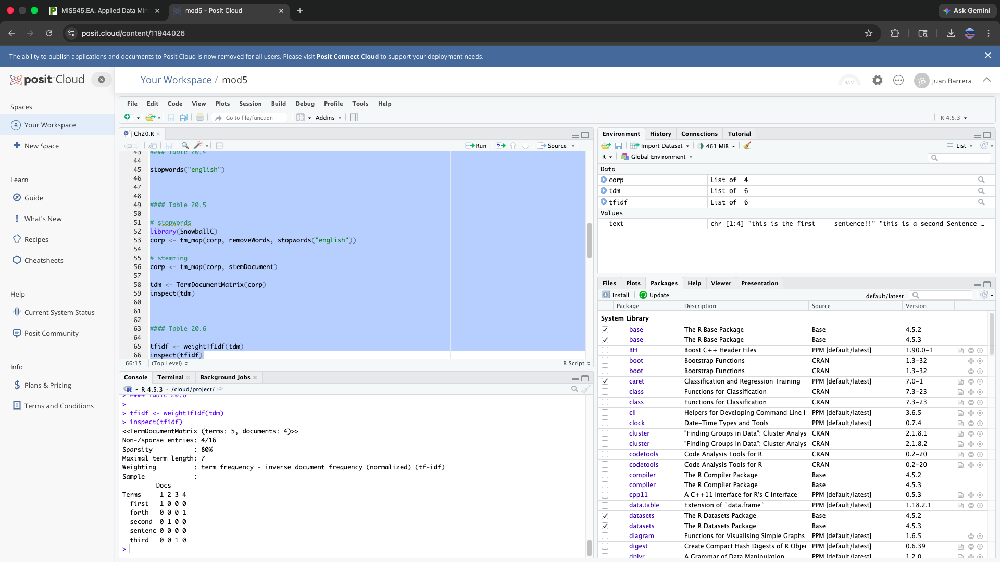 MIS545.EA: Applied Data Min
mod5 - Posit Cloud
Ask Gemini
posit.cloud/content/11944026
The ability to publish applications and documents to Posit Cloud is now removed for all users. Please visit Posit Connect Cloud to support your deployment needs.
posit Cloud
Your Workspace / mod5
RAM
JB
Juan Barrera
Spaces
Your Workspace
New Space
Learn
Guide
What's New
Recipes
Cheatsheets
Help
Current System Status
Posit Community
Info
Plans & Pricing
Terms and Conditions
File Edit Code View Plots Session Build Debug Profile Tools Help
Go to file/function
Addins
R 4.5.3
Ch20.R
Run
Source
43 #### Table 20.4
44
45 stopwords("english")
46
47
48
49 #### Table 20.5
50
51 # stopwords
52 library(SnowballC)
53 corp <- tm_map(corp, removeWords, stopwords("english"))
54
55 # stemming
56 corp <- tm_map(corp, stemDocument)
57
58 tdm <- TermDocumentMatrix(corp)
59 inspect(tdm)
60
61
62
63 #### Table 20.6
64
65 tfidf <- weightTfIdf(tdm)
66 inspect(tfidf)
66:15 (Top Level) R Script
Console Terminal Background Jobs
R 4.5.3 · /cloud/project/
> #### Table 20.6
>
> tfidf <- weightTfIdf(tdm)
> inspect(tfidf)
<<TermDocumentMatrix (terms: 5, documents: 4)>>
Non-/sparse entries: 4/16
Sparsity : 80%
Maximal term length: 7
Weighting : term frequency - inverse document frequency (normalized) (tf-idf)
Sample :
Docs
Terms 1 2 3 4
first 1 0 0 0
forth 0 0 0 1
second 0 1 0 0
sentenc 0 0 0 0
third 0 0 1 0
>
Environment History Connections Tutorial
Import Dataset 461 MiB List
R Global Environment
Data
corp List of 4
tdm List of 6
tfidf List of 6
Values
text chr [1:4] "this is the first sentence!!" "this is a second Sentence …
Files Plots Packages Help Viewer Presentation
Install Update default/latest
Package Description Source Version
System Library
base The R Base Package Base 4.5.2
base The R Base Package Base 4.5.3
BH Boost C++ Header Files PPM [default/latest] 1.90.0-1
boot Bootstrap Functions CRAN 1.3-32
boot Bootstrap Functions CRAN 1.3-32
caret Classification and Regression Training PPM [default/latest] 7.0-1
class Functions for Classification CRAN 7.3-23
class Functions for Classification CRAN 7.3-23
cli Helpers for Developing Command Line I PPM [default/latest] 3.6.5
clock Date-Time Types and Tools PPM [default/latest] 0.7.4
cluster "Finding Groups in Data": Cluster Analys CRAN 2.1.8.1
cluster "Finding Groups in Data": Cluster Analys CRAN 2.1.8.2
codetools Code Analysis Tools for R CRAN 0.2-20
codetools Code Analysis Tools for R CRAN 0.2-20
compiler The R Compiler Package Base 4.5.2
compiler The R Compiler Package Base 4.5.3
cpp11 A C++11 Interface for R's C Interface PPM [default/latest] 0.5.3
data.table Extension of `data.frame` PPM [default/latest] 1.18.2.1
datasets The R Datasets Package Base 4.5.2
datasets The R Datasets Package Base 4.5.3
diagram Functions for Visualising Simple Graphs PPM [default/latest] 1.6.5
digest Create Compact Hash Digests of R Obje PPM [default/latest] 0.6.39
dplyr A Grammar of Data Manipulation PPM [default/latest] 1.2.0